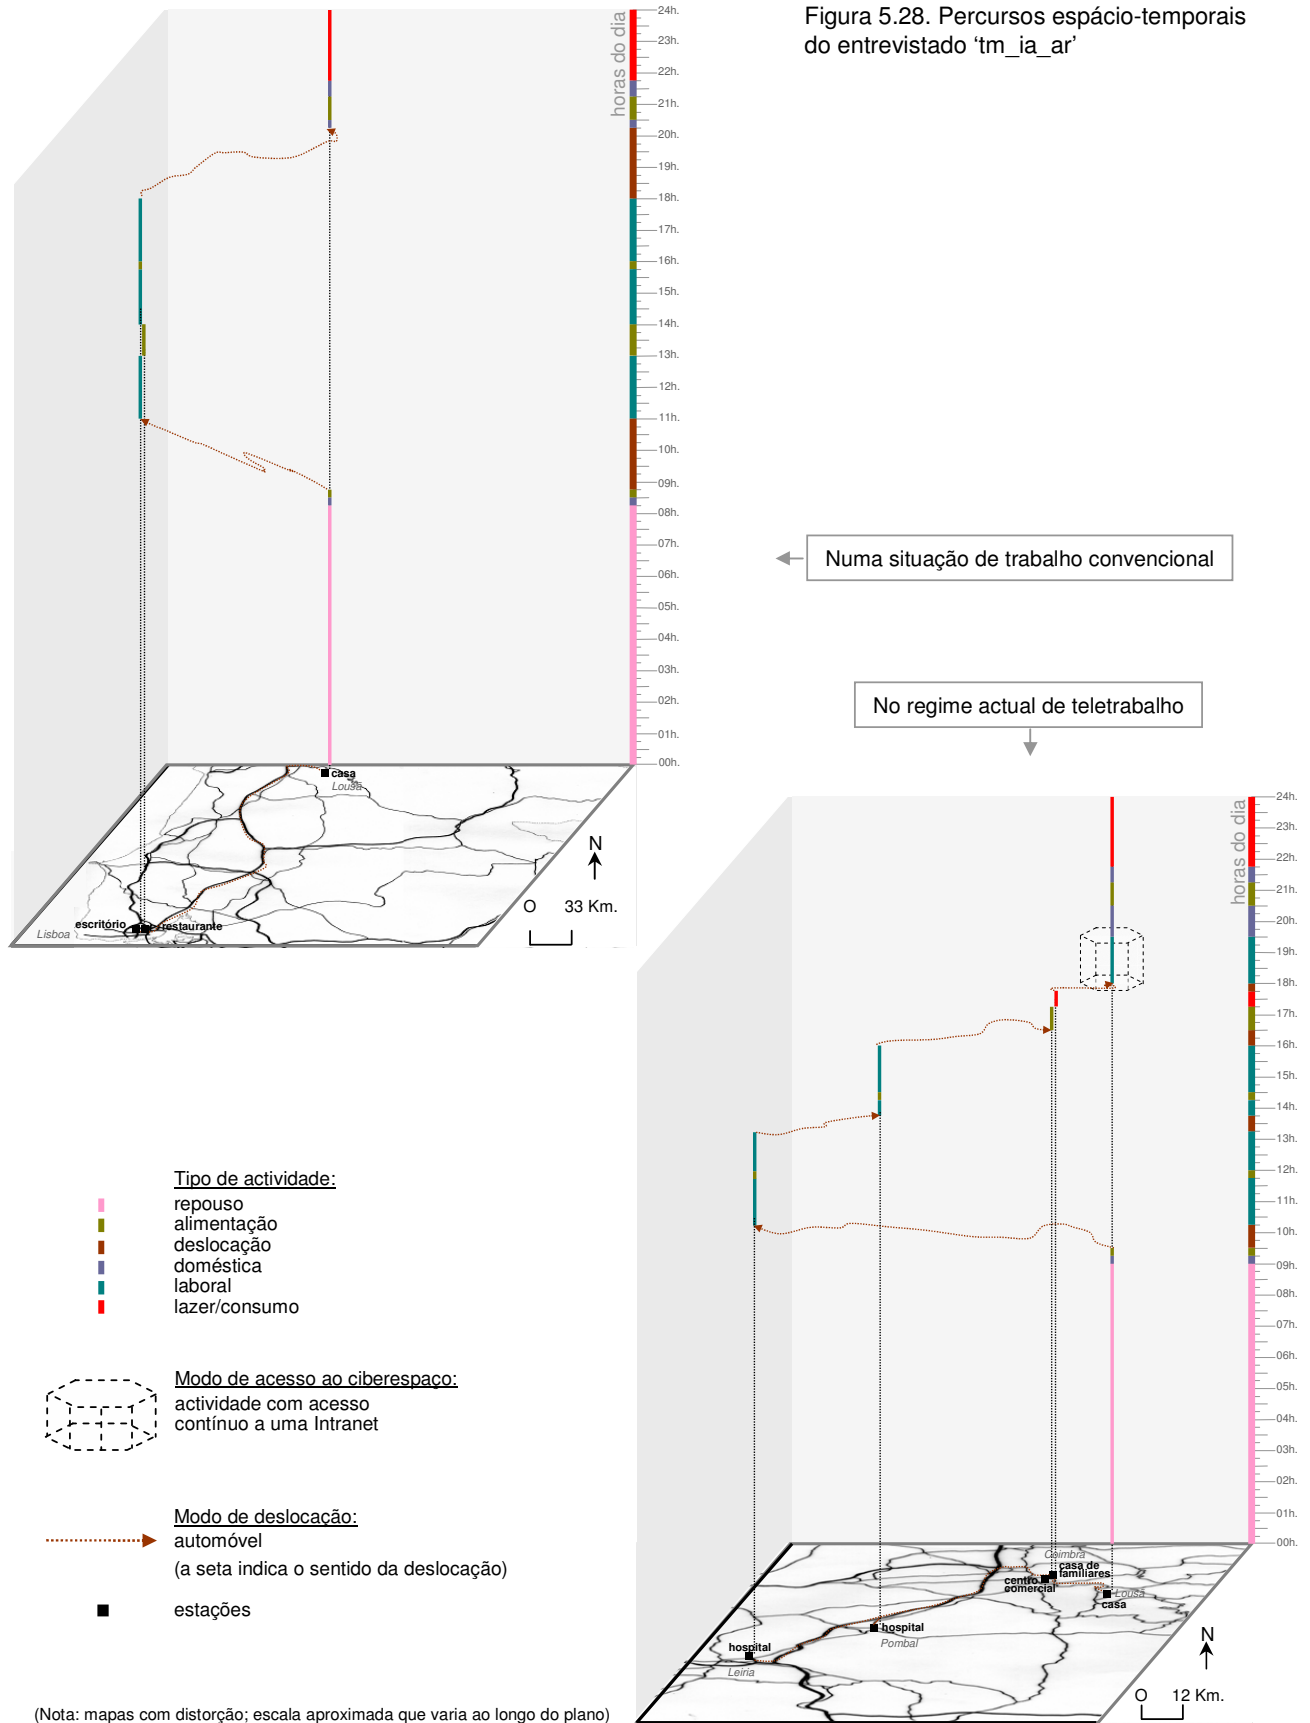 Figura 5.28. Percursos espácio-temporais
do entrevistado ‘tm_ia_ar’
horas do dia
24h.
23h.
22h.
21h.
20h.
19h.
18h.
17h.
16h.
15h.
14h.
13h.
12h.
11h.
10h.
09h.
08h.
07h.
06h.
05h.
04h.
03h.
02h.
01h.
00h.
casa
Lousã
escritório
restaurante
Lisboa
N
O 33 Km.
Numa situação de trabalho convencional
No regime actual de teletrabalho
horas do dia
24h.
23h.
22h.
21h.
20h.
19h.
18h.
17h.
16h.
15h.
14h.
13h.
12h.
11h.
10h.
09h.
08h.
07h.
06h.
05h.
04h.
03h.
02h.
01h.
00h.
Coimbra
casa de
familiares
centro
comercial
Lousã
casa
hospital
Pombal
hospital
Leiria
N
O 12 Km.
Tipo de actividade:
repouso
alimentação
deslocação
doméstica
laboral
lazer/consumo
Modo de acesso ao ciberespaço:
actividade com acesso
contínuo a uma Intranet
Modo de deslocação:
automóvel
(a seta indica o sentido da deslocação)
estações
(Nota: mapas com distorção; escala aproximada que varia ao longo do plano)